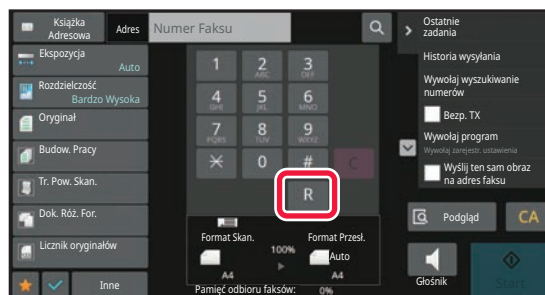 Książka
Adresowa
Adres
Numer Faksu
Ekspozycja
Auto
Rozdzielczość
Bardzo Wysoka
Oryginał
Budow. Pracy
Tr. Pow. Skan.
Dok. Róż. For.
Licznik oryginałów
Inne
1
2
ABC
3
DEF
4
GHI
5
JKL
6
MNO
7
PQRS
8
TUV
9
WXYZ
0
#
C
R
Format Skan.
100%
Format Przesł.
Auto
A4
A4
Pamięć odbioru faksów: 0%
Ostatnie
zadania
Historia wysyłania
Wywołaj wyszukiwanie
numerów
Bezp. TX
Wywołaj program
Wywołaj zarejestr. ustawienia
Wyślij ten sam obraz
na adres faksu
Podgląd
CA
Głośnik
Start